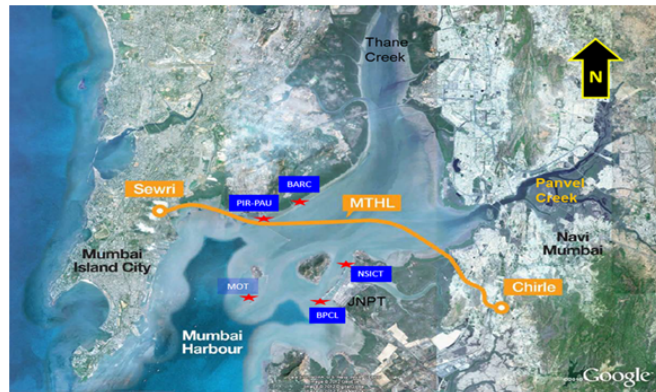 Thane
Creek
N
BARC
Sewri
PIR-PAU
MTHL
Panvel
Creek
Navi
Mumbai
Mumbai
Island City
NSICT
MOT
JNPT
BPCL
Chirle
Mumbai
Harbour
Google